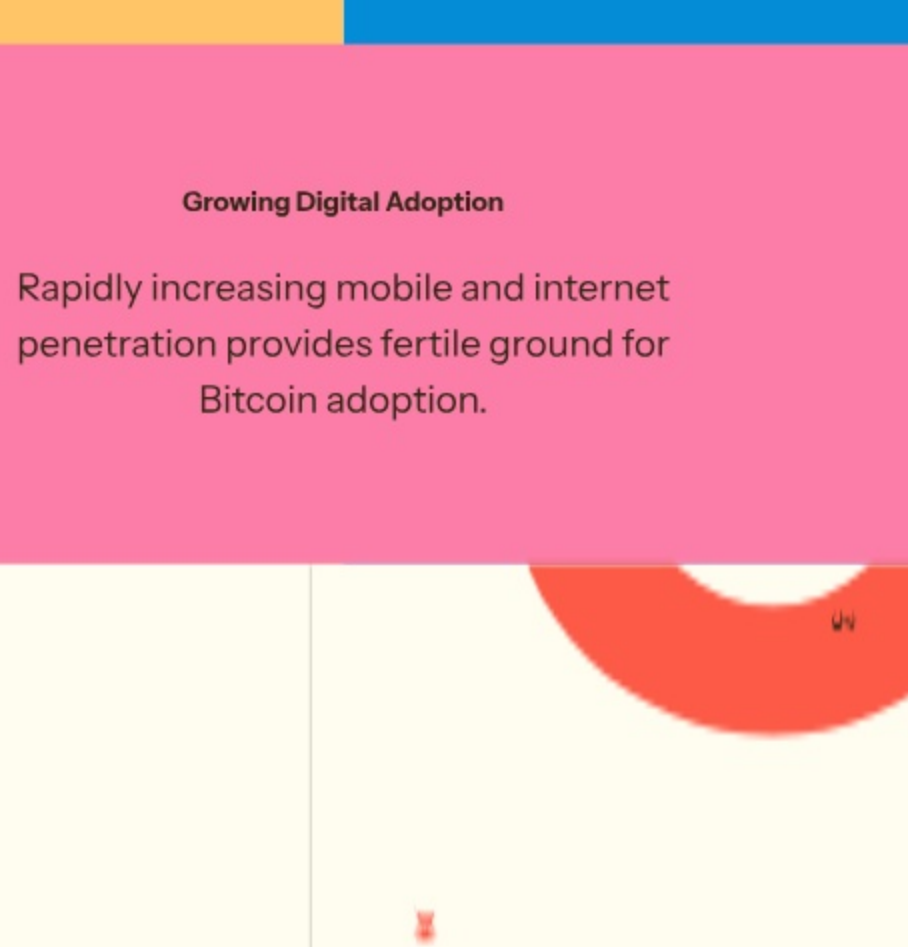 Growing Digital Adoption
Rapidly increasing mobile and internet
penetration provides fertile ground for
Bitcoin adoption.